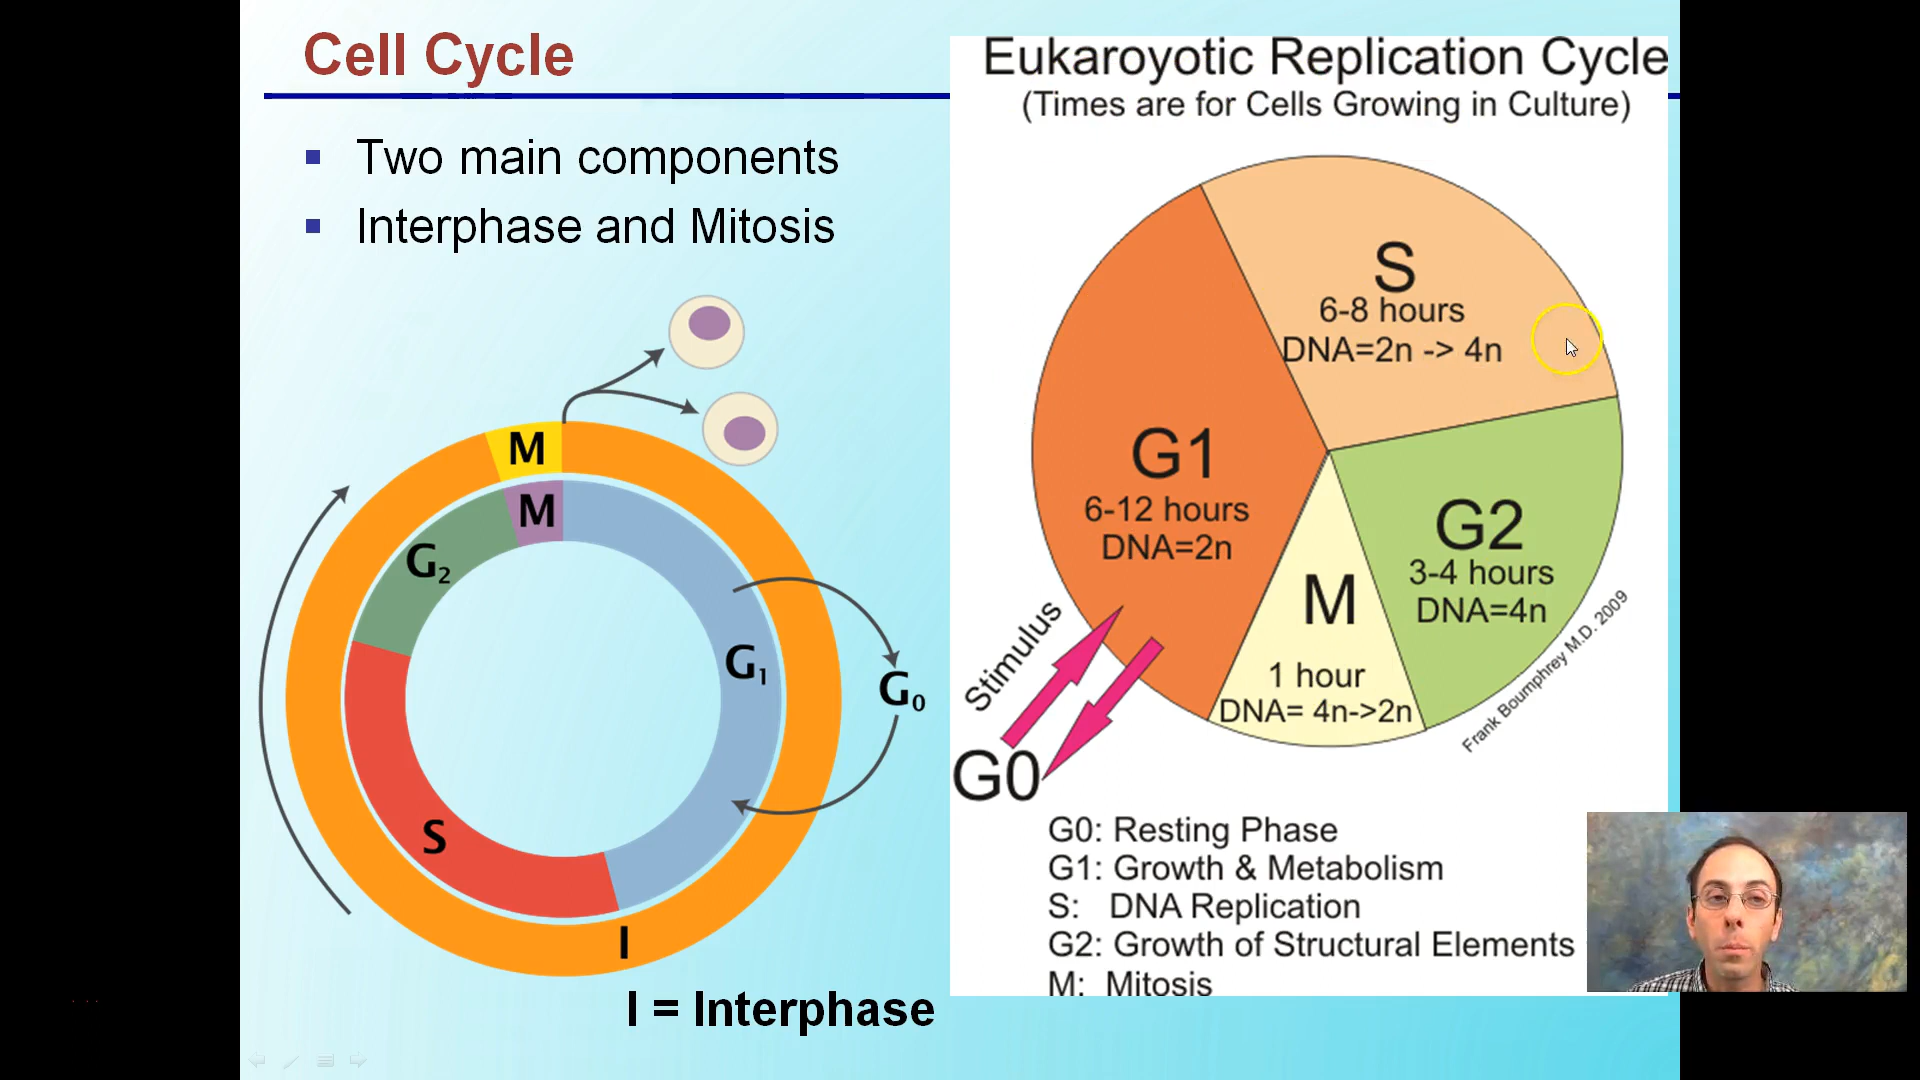 Cell Cycle
Two main components
Interphase and Mitosis
M
M
G2
G1
G0
S
I
I = Interphase
Eukaroyotic Replication Cycle
(Times are for Cells Growing in Culture)
S
6-8 hours
DNA=2n -> 4n
G1
6-12 hours
DNA=2n
G2
3-4 hours
DNA=4n
M
1 hour
DNA= 4n->2n
Stimulus
G0
Frank Boumphrey M.D. 2009
G0: Resting Phase
G1: Growth & Metabolism
S: DNA Replication
G2: Growth of Structural Elements
M: Mitosis